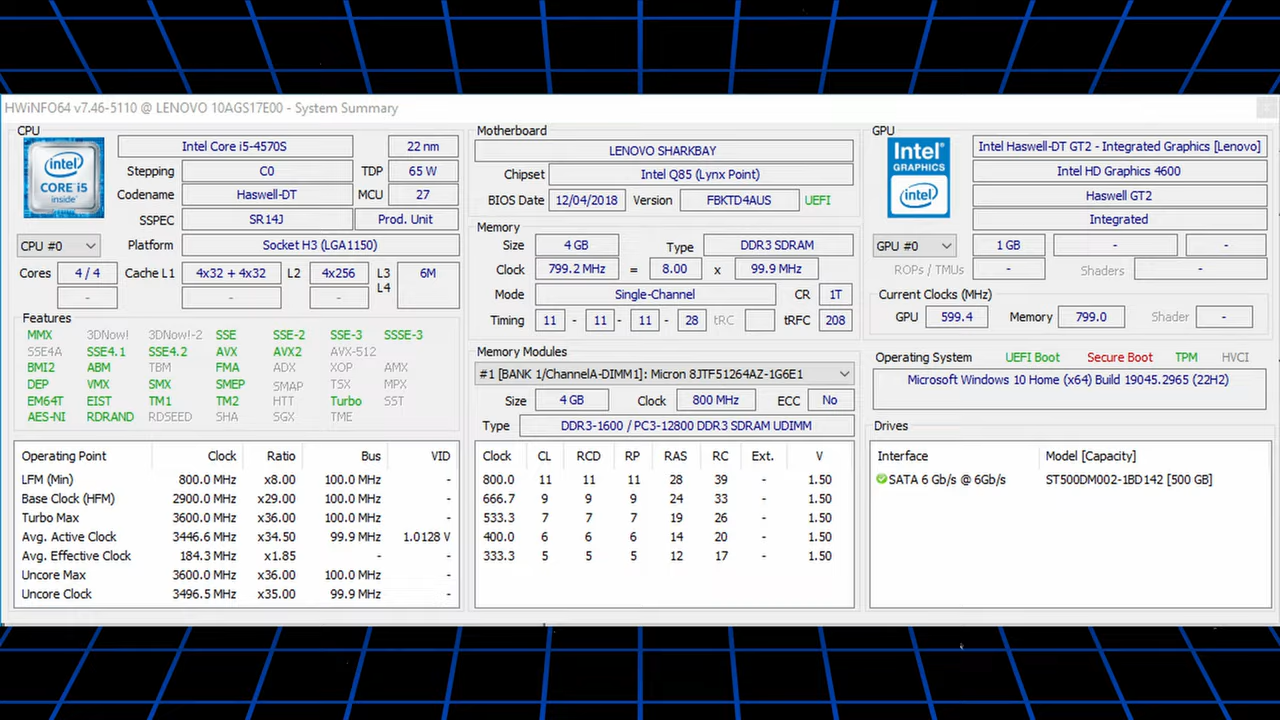 HWiNFO64 v7.46-5110 @ LENOVO 10AGS17E00 - System Summary
CPU
intel
CORE i5
inside
Intel Core i5-4570S 22 nm
Stepping C0 TDP 65 W
Codename Haswell-DT MCU 27
SSPEC SR14J Prod. Unit
CPU #0 Platform Socket H3 (LGA1150)
Cores 4 / 4 Cache L1 4x32 + 4x32 L2 4x256 L3 6M
- - - L4
Features
MMX 3DNow! 3DNow!-2 SSE SSE-2 SSE-3 SSSE-3
SSE4A SSE4.1 SSE4.2 AVX AVX2 AVX-512
BMI2 ABM TBM FMA ADX XOP AMX
DEP VMX SMX SMEP SMAP TSX MPX
EM64T EIST TM1 TM2 HTT Turbo SST
AES-NI RDRAND RDSEED SHA SGX TME
Operating Point Clock Ratio Bus VID
LFM (Min) 800.0 MHz x8.00 100.0 MHz -
Base Clock (HFM) 2900.0 MHz x29.00 100.0 MHz -
Turbo Max 3600.0 MHz x36.00 100.0 MHz -
Avg. Active Clock 3446.6 MHz x34.50 99.9 MHz 1.0128 V
Avg. Effective Clock 184.3 MHz x1.85 - -
Uncore Max 3600.0 MHz x36.00 100.0 MHz -
Uncore Clock 3496.5 MHz x35.00 99.9 MHz -
Motherboard
LENOVO SHARKBAY
Chipset Intel Q85 (Lynx Point)
BIOS Date 12/04/2018 Version FBKTD4AUS UEFI
Memory
Size 4 GB Type DDR3 SDRAM
Clock 799.2 MHz = 8.00 x 99.9 MHz
Mode Single-Channel CR 1T
Timing 11 - 11 - 11 - 28 tRC tRFC 208
Memory Modules
#1 [BANK 1/ChannelA-DIMM1]: Micron 8JTF51264AZ-1G6E1
Size 4 GB Clock 800 MHz ECC No
Type DDR3-1600 / PC3-12800 DDR3 SDRAM UDIMM
Clock CL RCD RP RAS RC Ext. V
800.0 11 11 11 28 39 - 1.50
666.7 9 9 9 24 33 - 1.50
533.3 7 7 7 19 26 - 1.50
400.0 6 6 6 14 20 - 1.50
333.3 5 5 5 12 17 - 1.50
GPU
Intel®
GRAPHICS
intel
Intel Haswell-DT GT2 - Integrated Graphics [Lenovo]
Intel HD Graphics 4600
Haswell GT2
Integrated
GPU #0 1 GB - -
ROPs / TMUs - Shaders -
Current Clocks (MHz)
GPU 599.4 Memory 799.0 Shader -
Operating System UEFI Boot Secure Boot TPM HVCI
Microsoft Windows 10 Home (x64) Build 19045.2965 (22H2)
Drives
Interface Model [Capacity]
SATA 6 Gb/s @ 6Gb/s ST500DM002-1BD142 [500 GB]